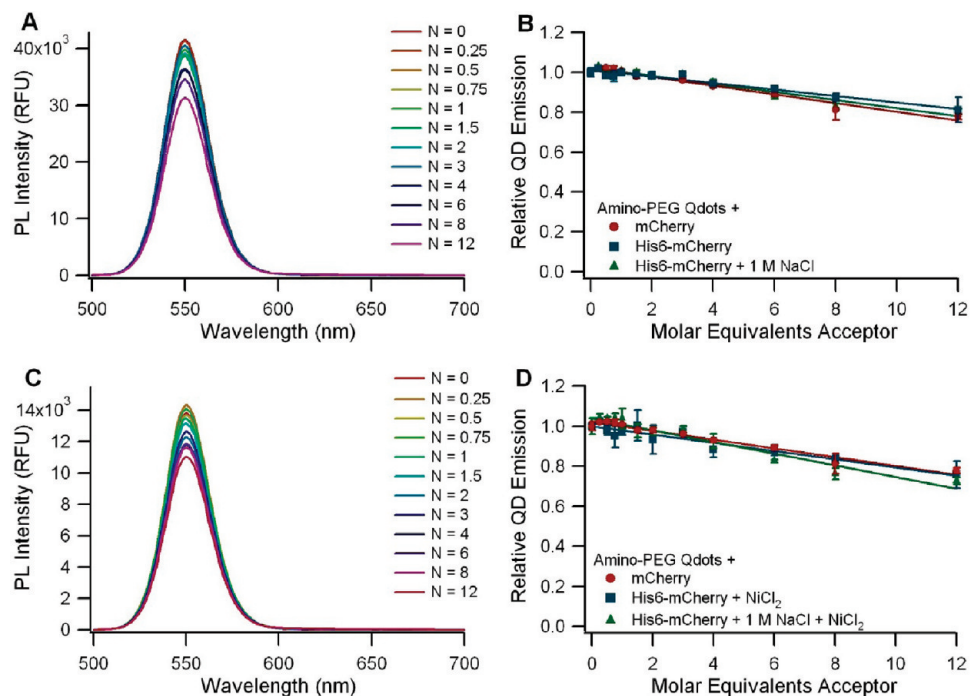 A
40x10³
30
20
10
0
PL Intensity (RFU)
500
550
600
650
700
Wavelength (nm)
N = 0
N = 0.25
N = 0.5
N = 0.75
N = 1
N = 1.5
N = 2
N = 3
N = 4
N = 6
N = 8
N = 12
B
1.2
1.0
0.8
0.6
0.4
0.2
0.0
Relative QD Emission
Amino-PEG Qdots +
mCherry
His6-mCherry
His6-mCherry + 1 M NaCl
0
2
4
6
8
10
12
Molar Equivalents Acceptor
C
14x10³
12
10
8
6
4
2
0
PL Intensity (RFU)
500
550
600
650
700
Wavelength (nm)
N = 0
N = 0.25
N = 0.5
N = 0.75
N = 1
N = 1.5
N = 2
N = 3
N = 4
N = 6
N = 8
N = 12
D
1.2
1.0
0.8
0.6
0.4
0.2
0.0
Relative QD Emission
Amino-PEG Qdots +
mCherry
His6-mCherry + NiCl₂
His6-mCherry + 1 M NaCl + NiCl₂
0
2
4
6
8
10
12
Molar Equivalents Acceptor